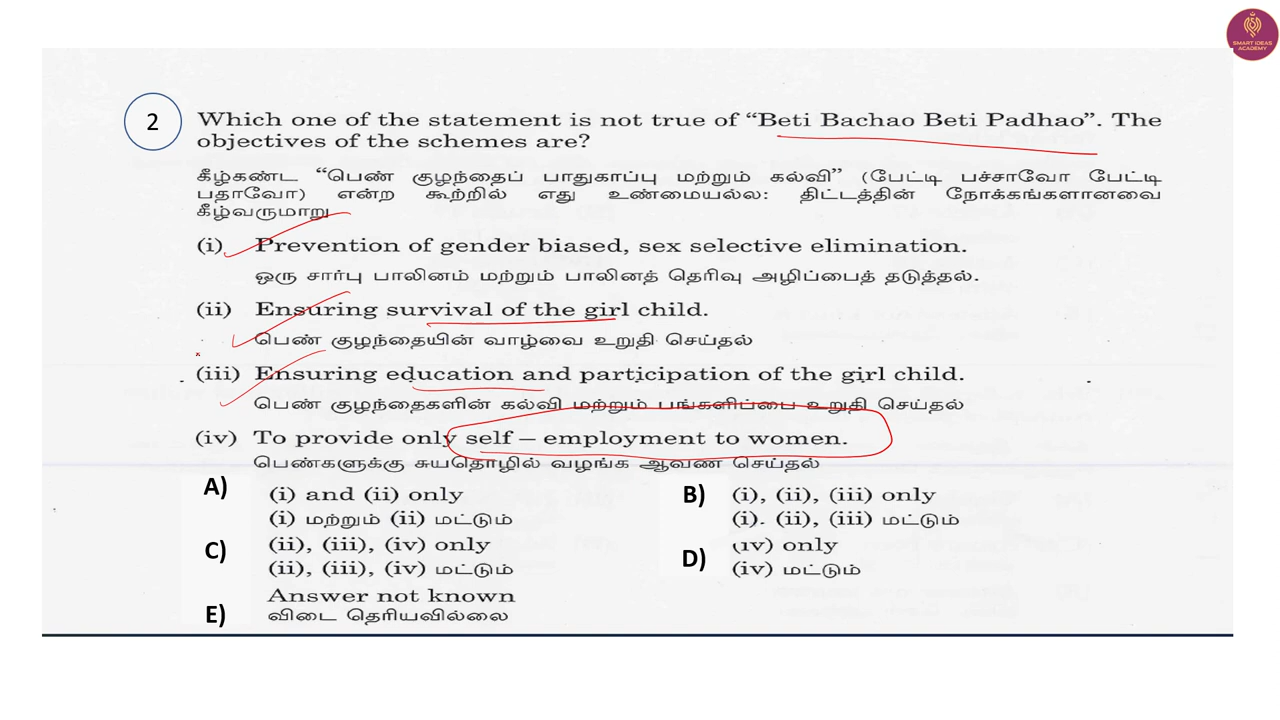 SMART IDEAS
ACADEMY
2
Which one of the statement is not true of “Beti Bachao Beti Padhao”. The
objectives of the schemes are?
கீழ்கண்ட “பெண் குழந்தைப் பாதுகாப்பு மற்றும் கல்வி” (பேட்டி பச்சாவோ பேட்டி
பதாவோ) என்ற கூற்றில் எது உண்மையல்ல: திட்டத்தின் நோக்கங்களானவை
கீழ்வருமாறு
(i) Prevention of gender biased, sex selective elimination.
ஒரு சார்பு பாலினம் மற்றும் பாலினத் தெரிவு அழிப்பைத் தடுத்தல்.
(ii) Ensuring survival of the girl child.
பெண் குழந்தையின் வாழ்வை உறுதி செய்தல்
(iii) Ensuring education and participation of the girl child.
பெண் குழந்தைகளின் கல்வி மற்றும் பங்களிப்பை உறுதி செய்தல்
(iv) To provide only self – employment to women.
பெண்களுக்கு சுயதொழில் வழங்க ஆவண செய்தல்
A) (i) and (ii) only
(i) மற்றும் (ii) மட்டும்
B) (i), (ii), (iii) only
(i). (ii), (iii) மட்டும்
C) (ii), (iii), (iv) only
(ii), (iii), (iv) மட்டும்
D) (iv) only
(iv) மட்டும்
E) Answer not known
விடை தெரியவில்லை